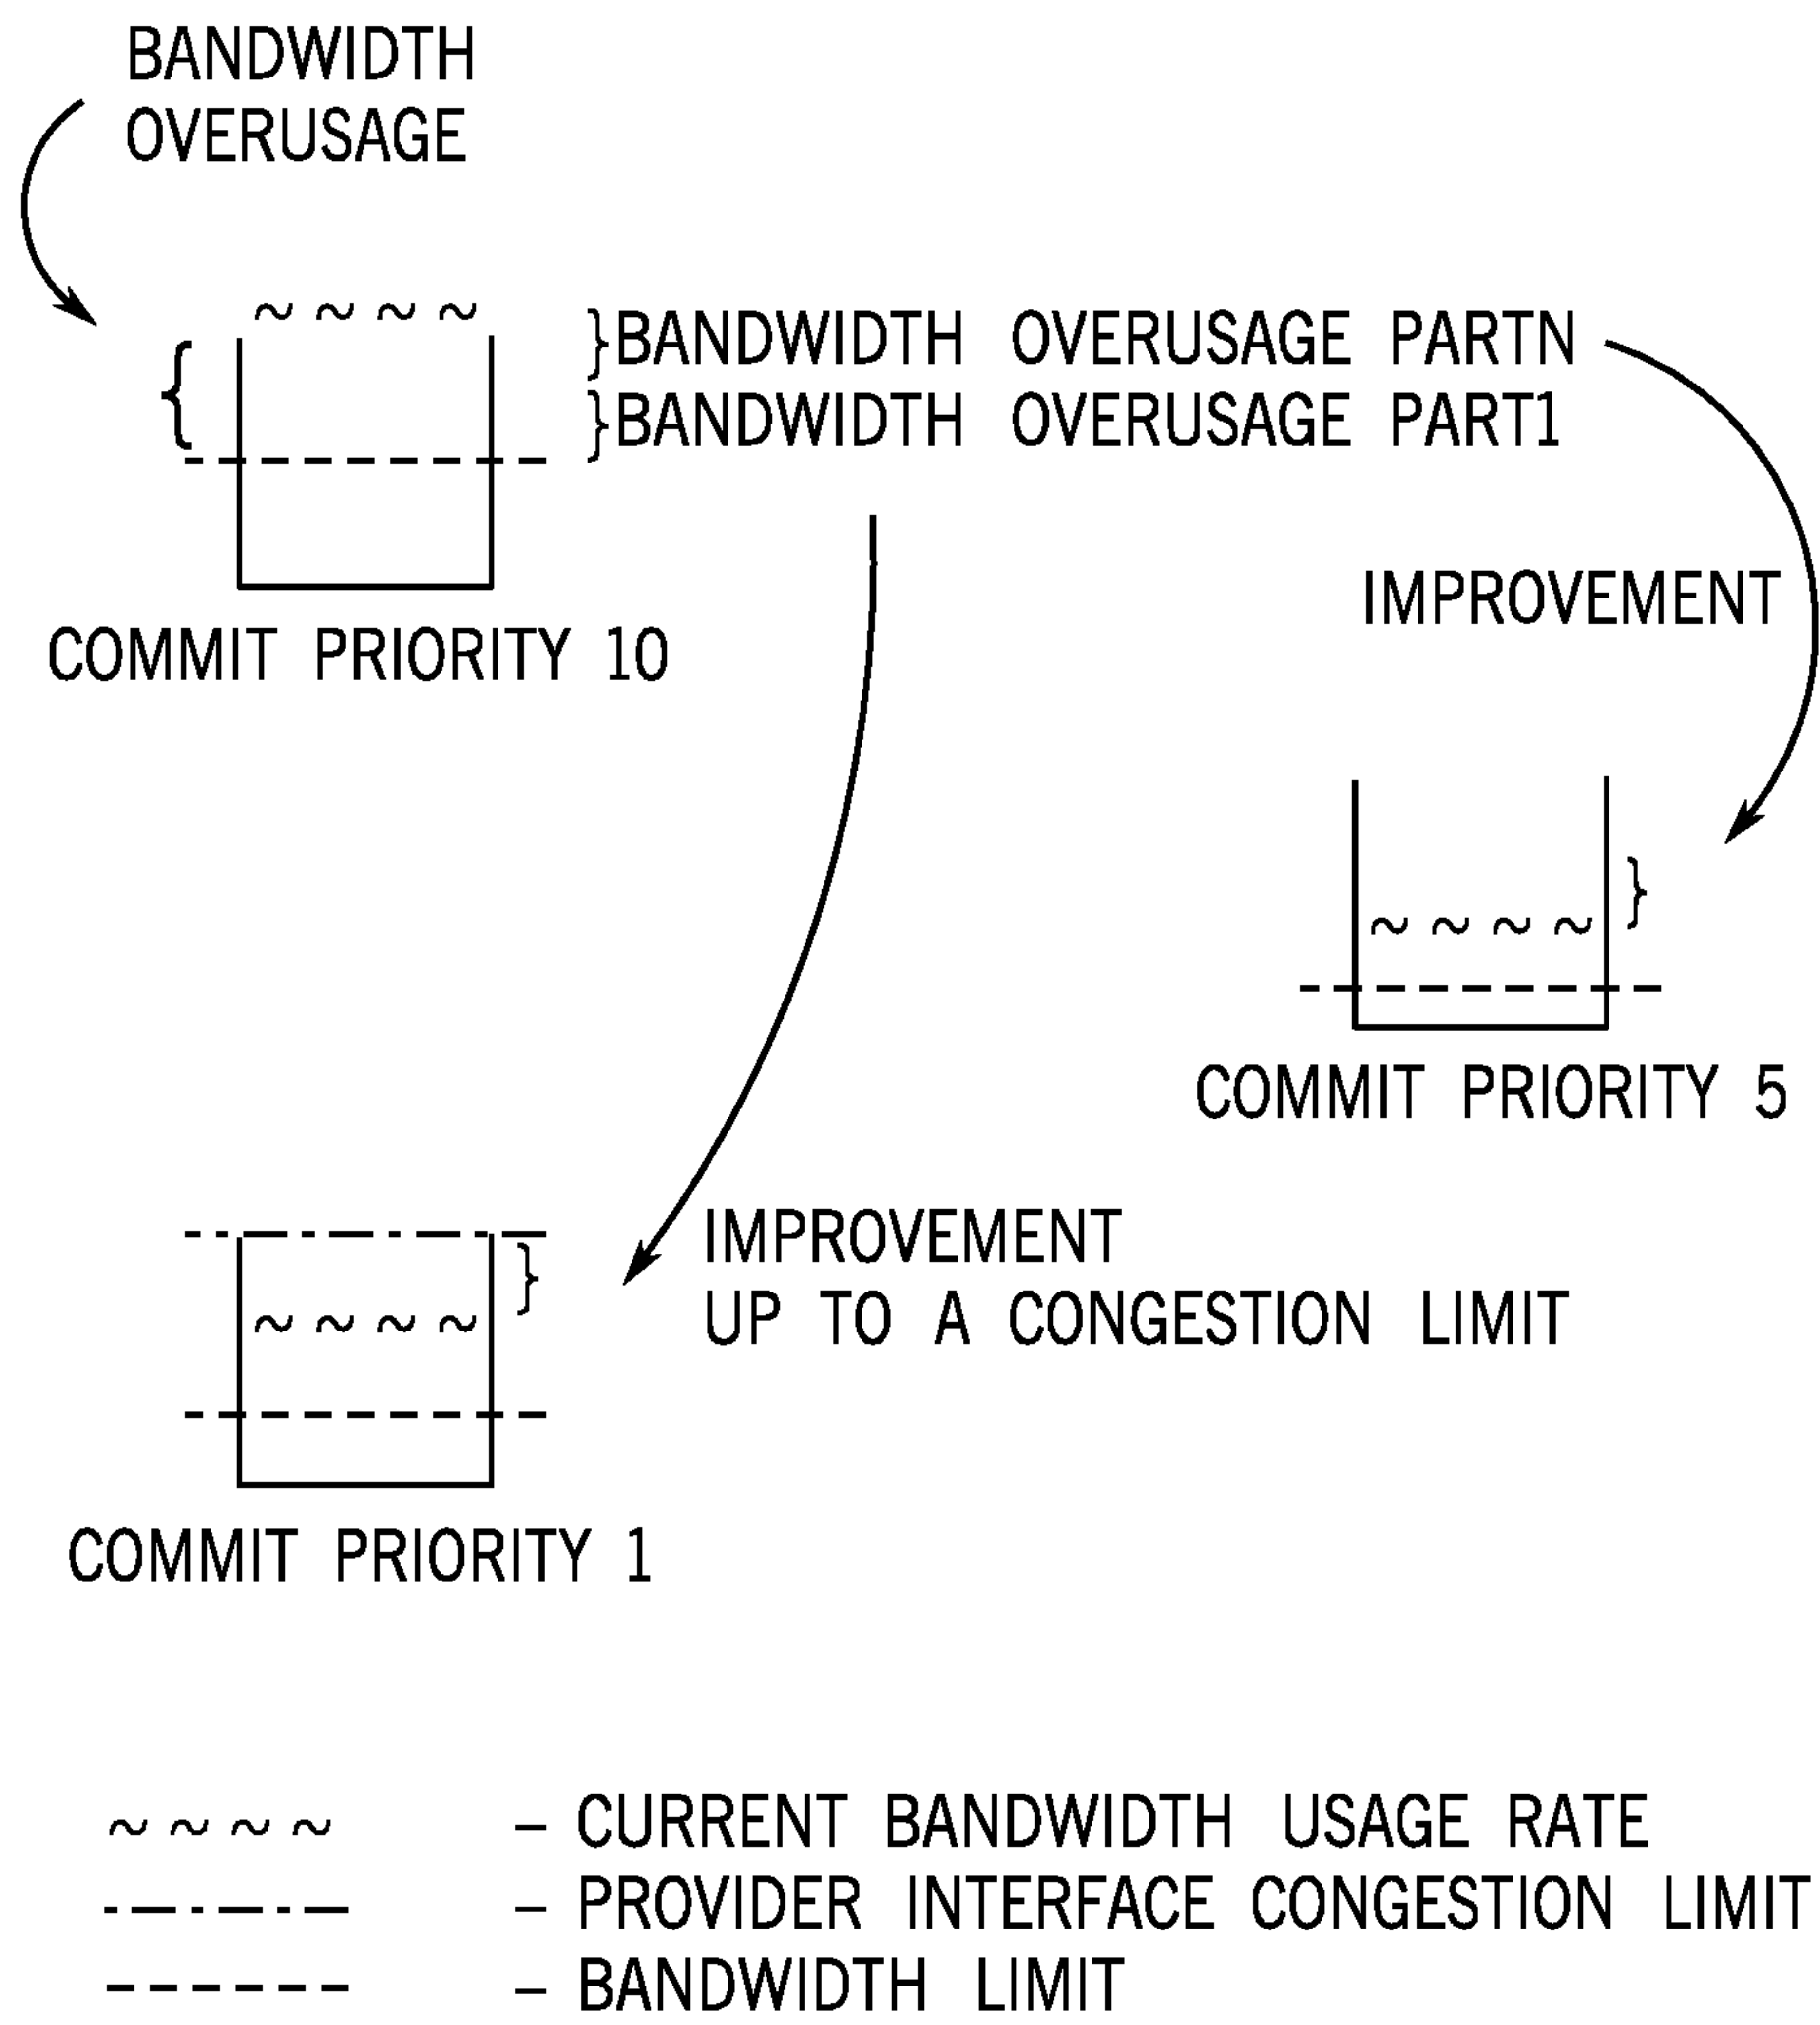 BANDWIDTH
OVERUSAGE
BANDWIDTH OVERUSAGE PARTN
BANDWIDTH OVERUSAGE PART1
COMMIT PRIORITY 10
IMPROVEMENT
COMMIT PRIORITY 5
IMPROVEMENT
UP TO A CONGESTION LIMIT
COMMIT PRIORITY 1
– CURRENT BANDWIDTH USAGE RATE
– PROVIDER INTERFACE CONGESTION LIMIT
– BANDWIDTH LIMIT